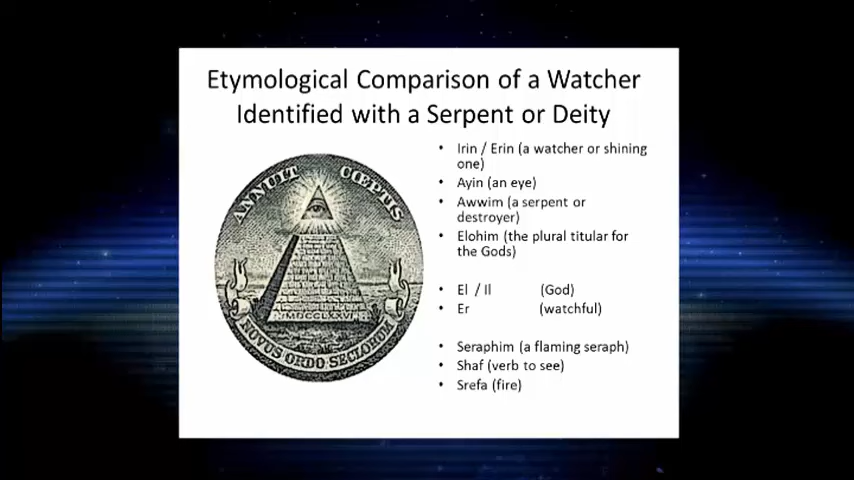 Etymological Comparison of a Watcher
Identified with a Serpent or Deity
• Irin / Erin (a watcher or shining
one)
• Ayin (an eye)
• Awwim (a serpent or
destroyer)
• Elohim (the plural titular for
the Gods)
• El / Il (God)
• Er (watchful)
• Seraphim (a flaming seraph)
• Shaf (verb to see)
• Srefa (fire)
ANNUIT CŒPTIS
MDCCLXXVI
NOVUS ORDO SECLORUM